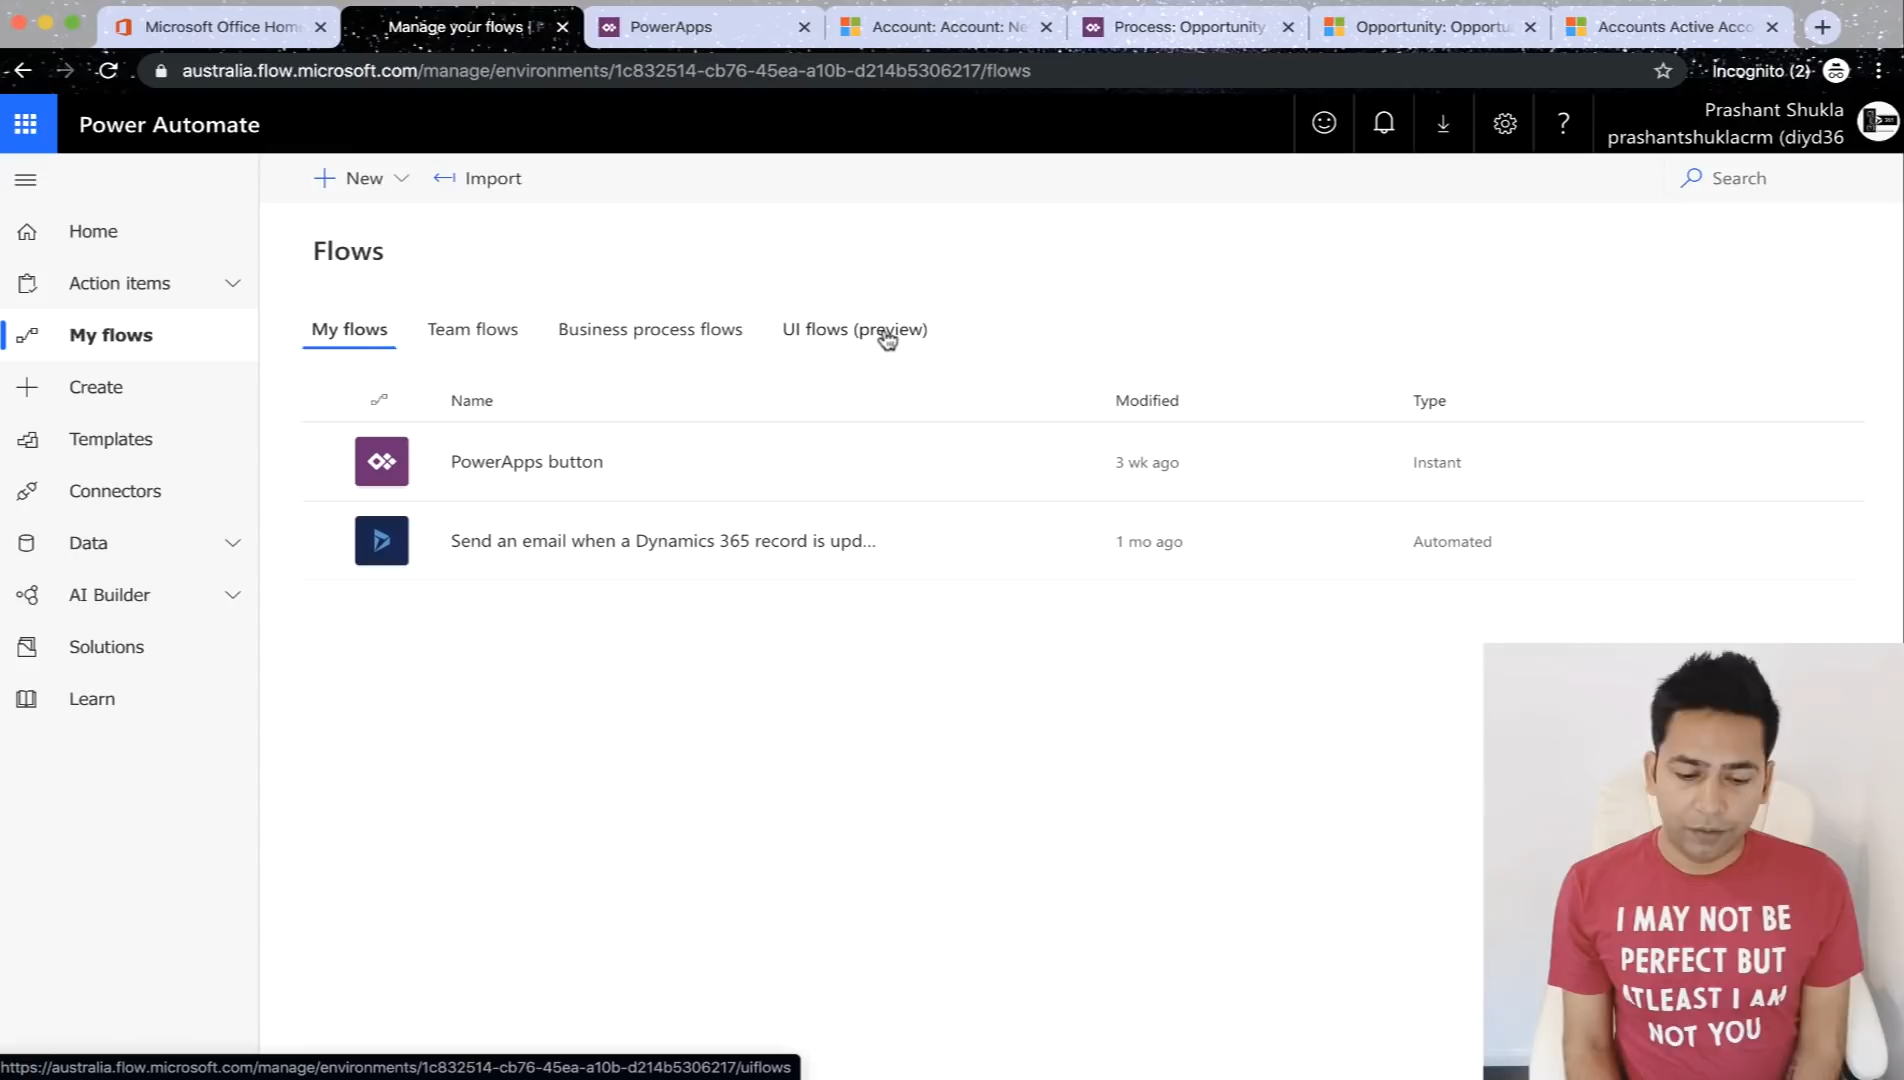 Microsoft Office Home
Manage your flows |
PowerApps
Account: Account: Ne
Process: Opportunity
Opportunity: Opportu
Accounts Active Acco
australia.flow.microsoft.com/manage/environments/1c832514-cb76-45ea-a10b-d214b5306217/flows
Incognito (2)
Power Automate
?
Prashant Shukla
prashantshuklacrm (diyd36
New
Import
Search
Home
Action items
My flows
Create
Templates
Connectors
Data
AI Builder
Solutions
Learn
Flows
My flows
Team flows
Business process flows
UI flows (preview)
Name
Modified
Type
PowerApps button
3 wk ago
Instant
Send an email when a Dynamics 365 record is upd...
1 mo ago
Automated
I MAY NOT BE
PERFECT BUT
ATLEAST I AM
NOT YOU
https://australia.flow.microsoft.com/manage/environments/1c832514-cb76-45ea-a10b-d214b5306217/uiflows